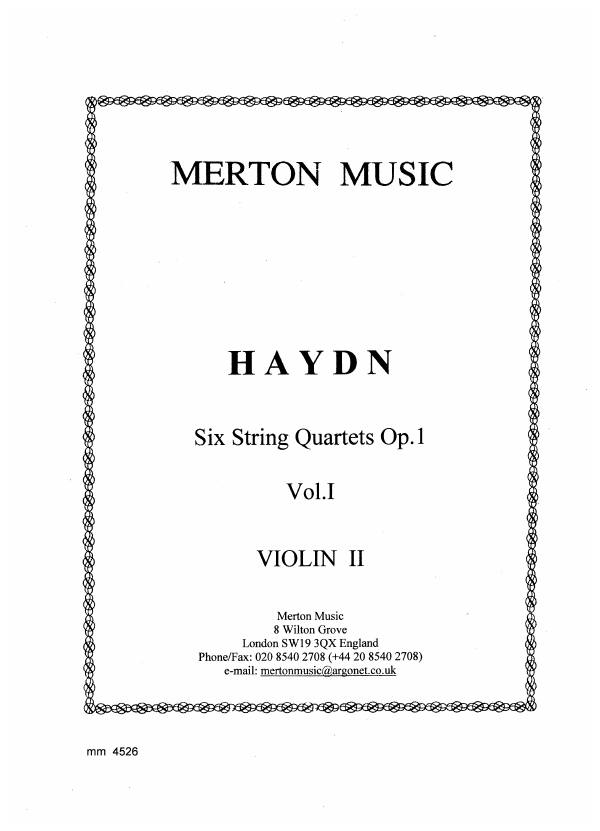 MERTON MUSIC
HAYDN
Six String Quartets Op.1
Vol.I
VIOLIN II
Merton Music
8 Wilton Grove
London SW19 3QX England
Phone/Fax: 020 8540 2708 (+44 20 8540 2708)
e-mail: mertonmusic@argonet.co.uk
mm 4526